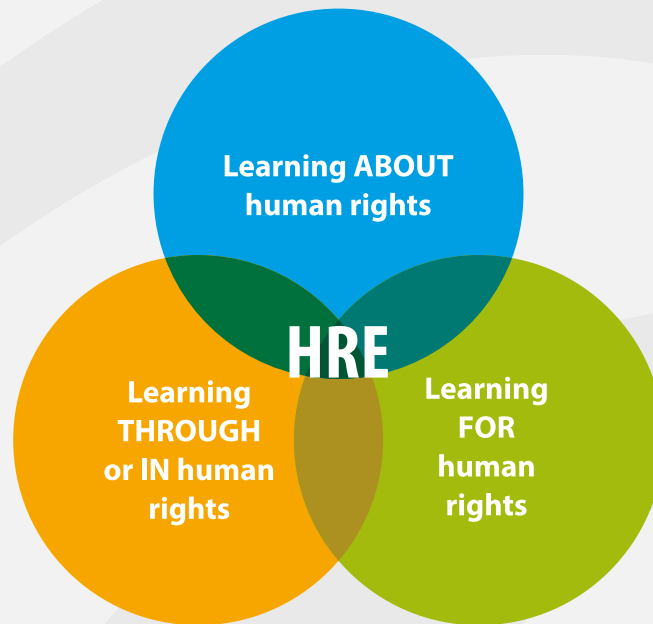 Learning ABOUT
human rights
HRE
Learning
THROUGH
or IN human
rights
Learning
FOR
human
rights